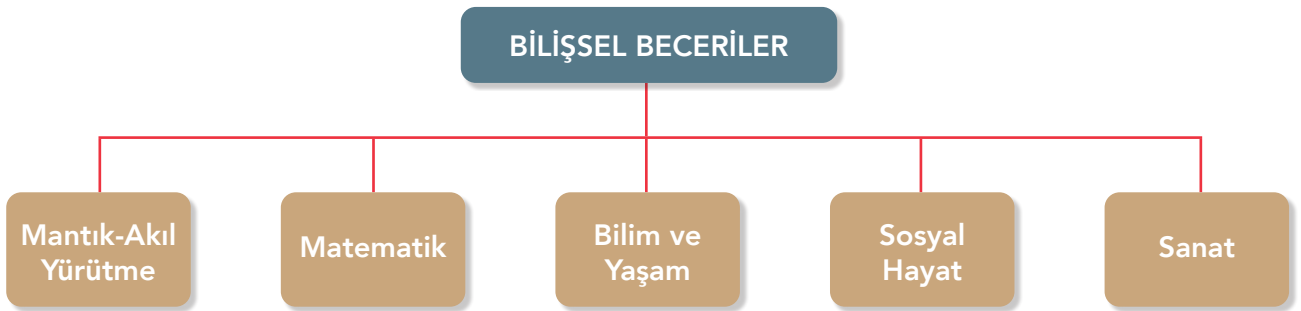 BİLİŞSEL BECERİLER
Mantık-Akıl
Yürütme
Matematik
Bilim ve
Yaşam
Sosyal
Hayat
Sanat